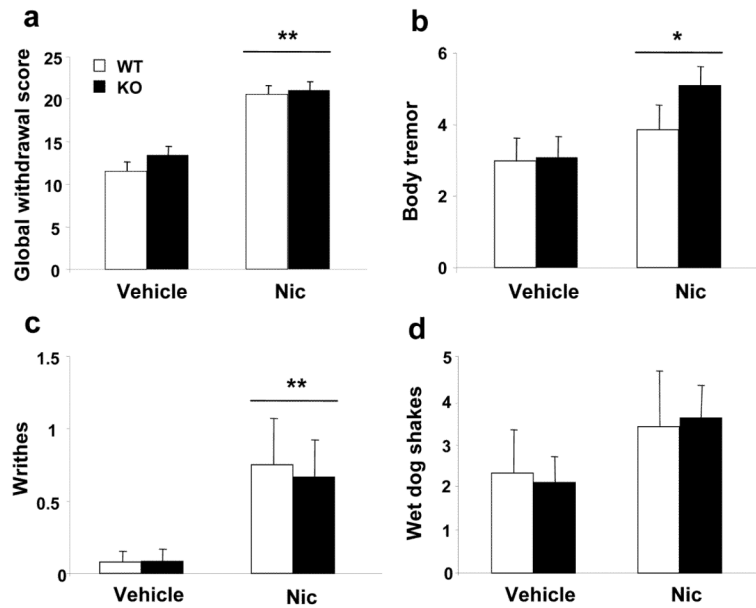 a
Global withdrawal score
25
20
15
10
5
0
WT
KO
**
Vehicle Nic
b
Body tremor
6
4
2
0
*
Vehicle Nic
c
Writhes
1.5
1
0.5
0
**
Vehicle Nic
d
Wet dog shakes
5
4
3
2
1
0
Vehicle Nic